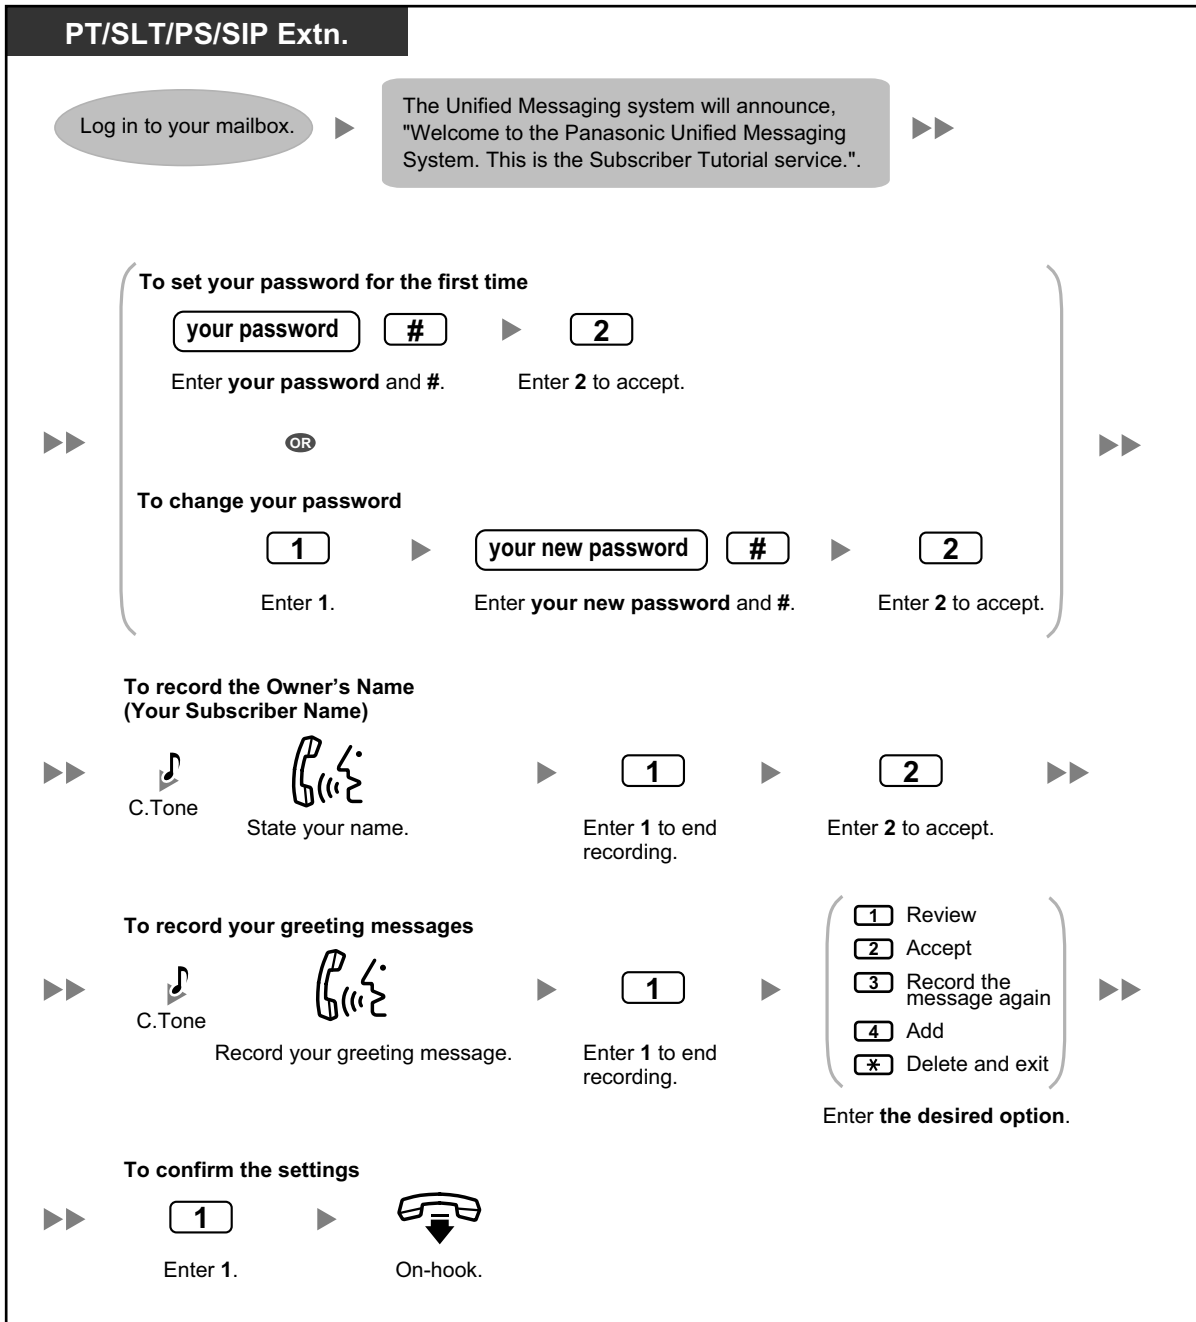 PT/SLT/PS/SIP Extn.
Log in to your mailbox.
The Unified Messaging system will announce,
"Welcome to the Panasonic Unified Messaging
System. This is the Subscriber Tutorial service.".
To set your password for the first time
your password #
2
Enter your password and #.
Enter 2 to accept.
OR
To change your password
1
your new password #
2
Enter 1.
Enter your new password and #.
Enter 2 to accept.
To record the Owner's Name
(Your Subscriber Name)
C.Tone
State your name.
1
Enter 1 to end
recording.
2
Enter 2 to accept.
To record your greeting messages
C.Tone
Record your greeting message.
1
Enter 1 to end
recording.
1 Review
2 Accept
3 Record the
message again
4 Add
* Delete and exit
Enter the desired option.
To confirm the settings
1
Enter 1.
On-hook.